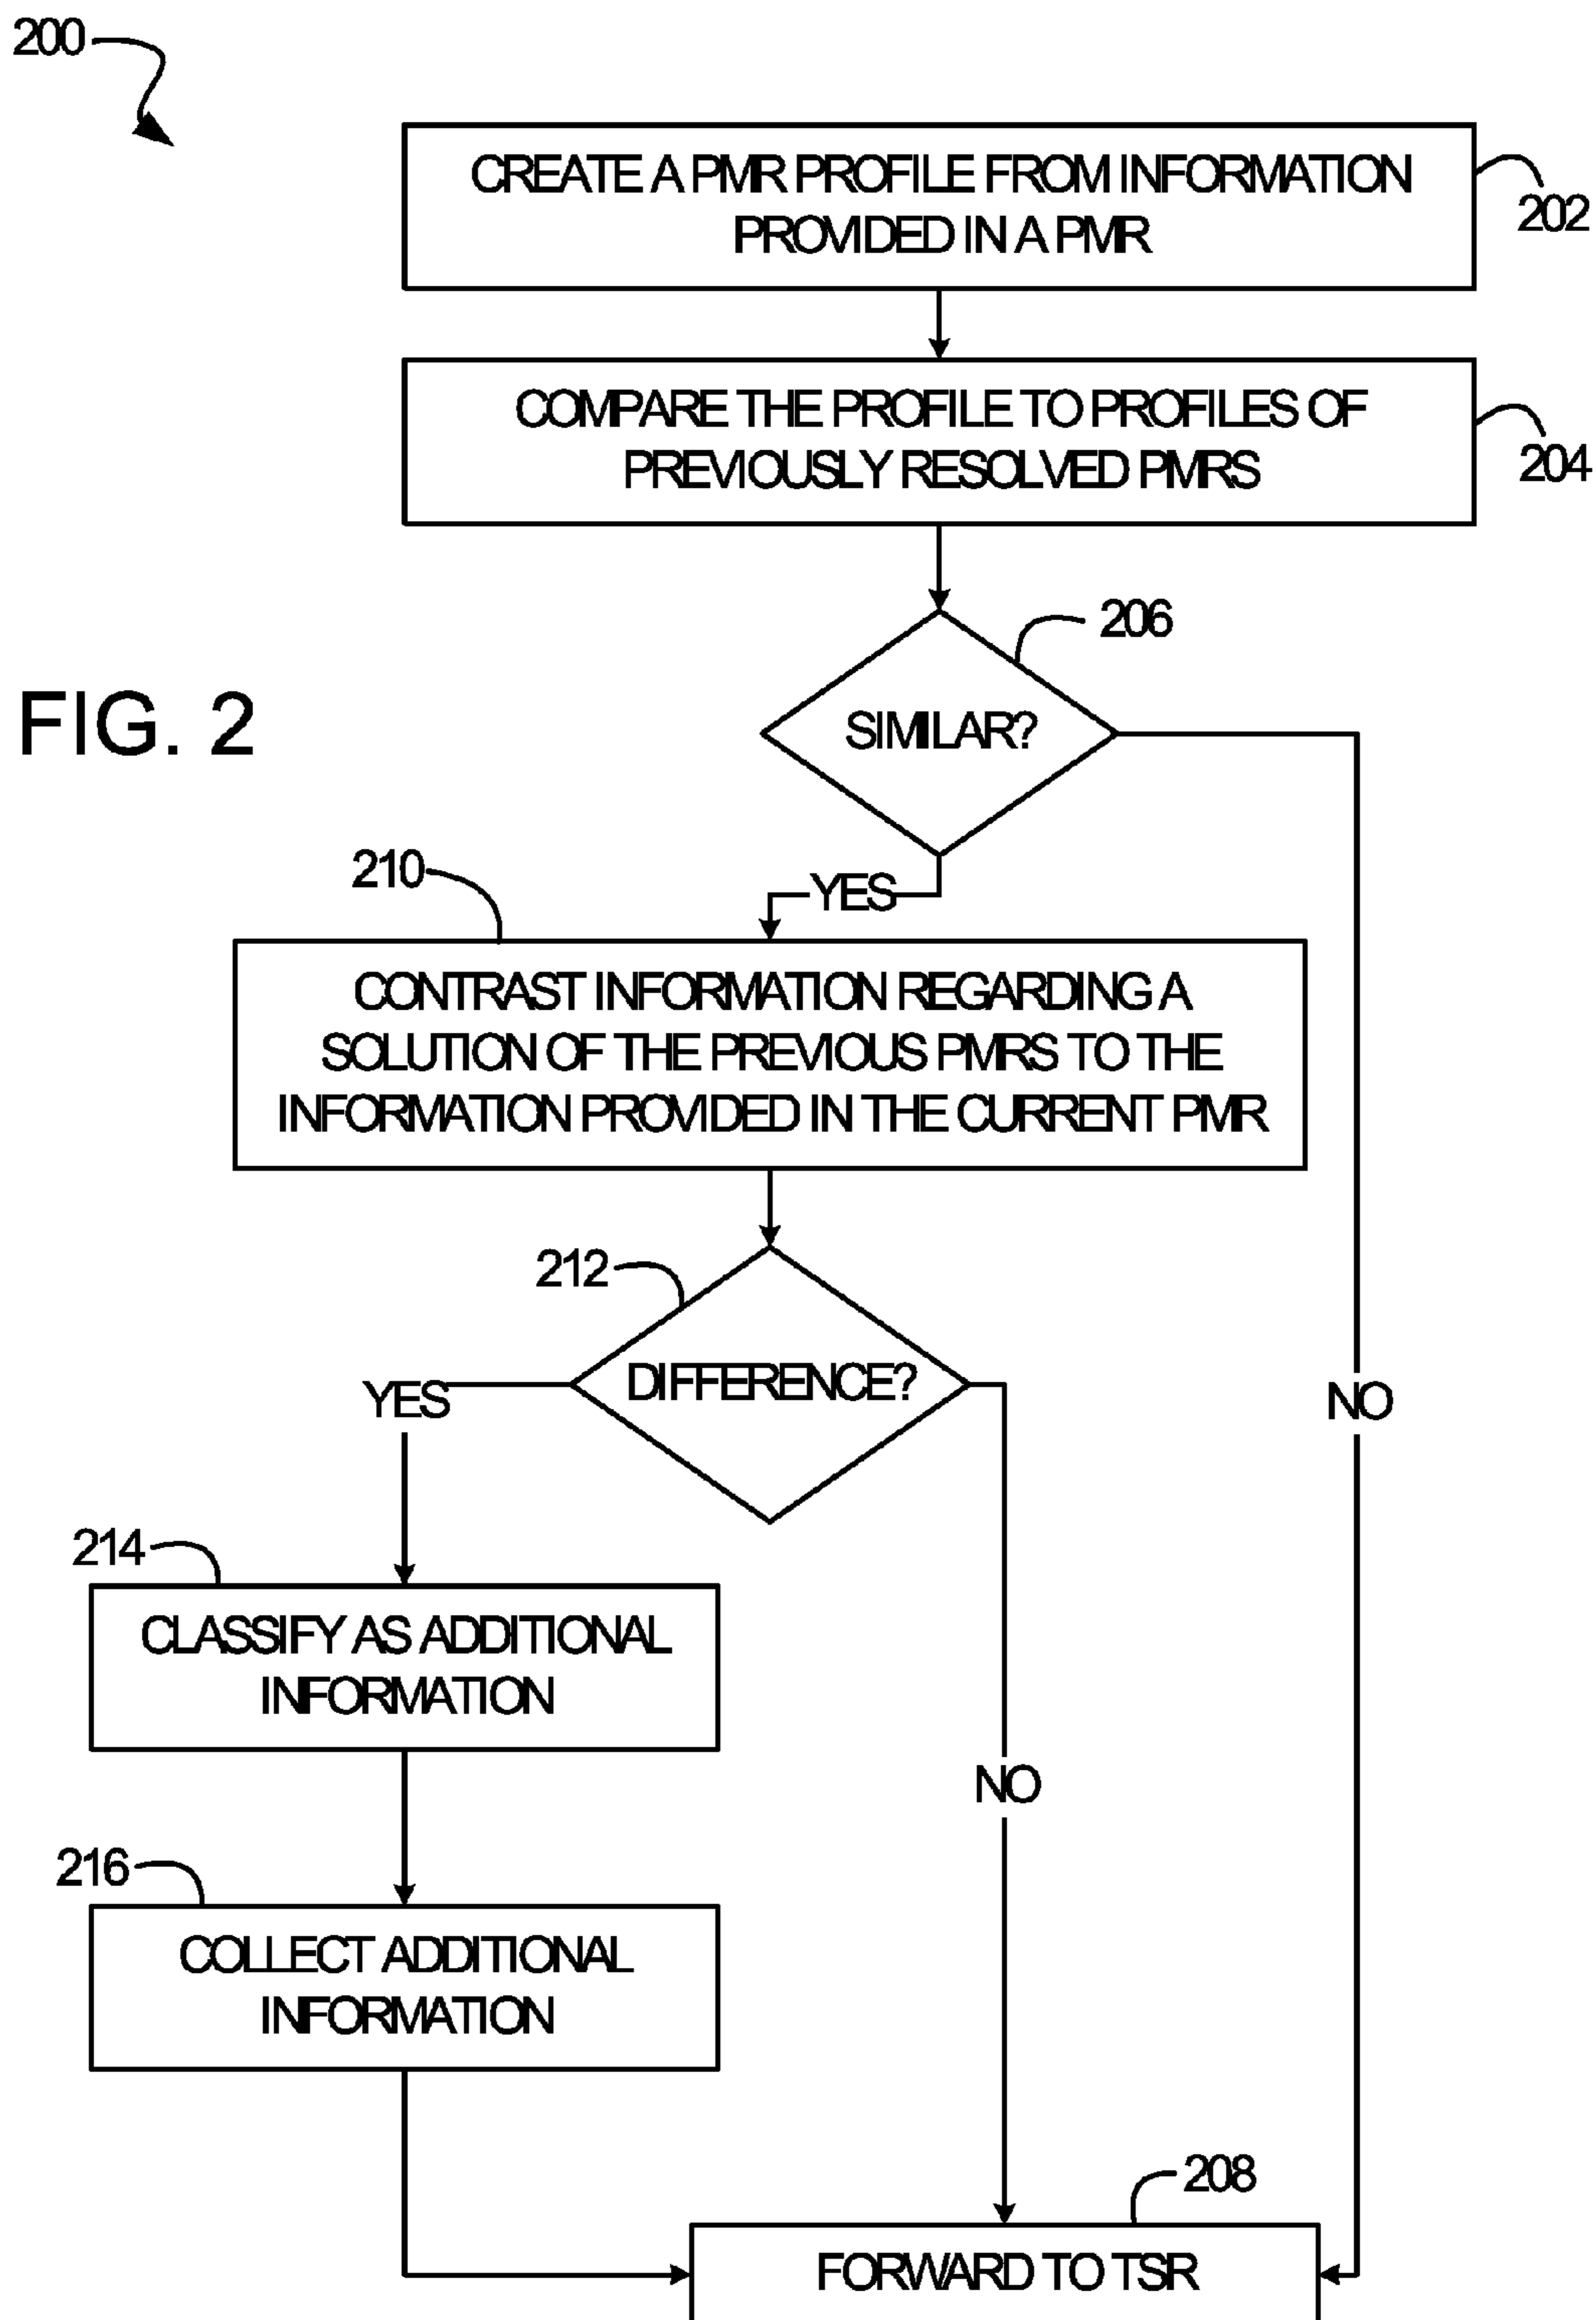 200
CREATE A PMR PROFILE FROM INFORMATION
PROVIDED IN A PMR
202
COMPARE THE PROFILE TO PROFILES OF
PREVIOUSLY RESOLVED PMRS
204
206
SIMILAR?
FIG. 2
210
YES
CONTRAST INFORMATION REGARDING A
SOLUTION OF THE PREVIOUS PMRS TO THE
INFORMATION PROVIDED IN THE CURRENT PMR
212
DIFFERENCE?
YES
NO
214
CLASSIFY AS ADDITIONAL
INFORMATION
NO
216
COLLECT ADDITIONAL
INFORMATION
208
FORWARD TO TSR